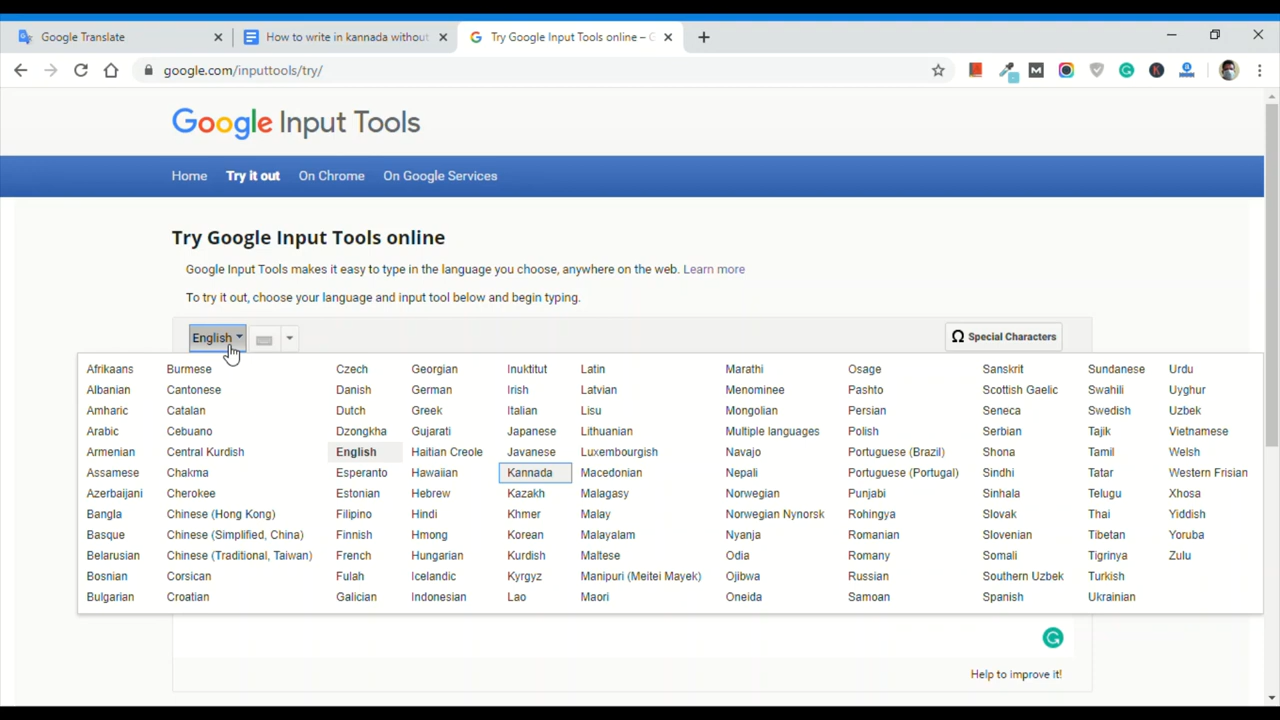 Google Translate
How to write in kannada without
Try Google Input Tools online – G
google.com/inputtools/try/
Google Input Tools
Home Try it out On Chrome On Google Services
Try Google Input Tools online
Google Input Tools makes it easy to type in the language you choose, anywhere on the web. Learn more
To try it out, choose your language and input tool below and begin typing.
English Ω Special Characters
Afrikaans Burmese Czech Georgian Inuktitut Latin Marathi Osage Sanskrit Sundanese Urdu
Albanian Cantonese Danish German Irish Latvian Menominee Pashto Scottish Gaelic Swahili Uyghur
Amharic Catalan Dutch Greek Italian Lisu Mongolian Persian Seneca Swedish Uzbek
Arabic Cebuano Dzongkha Gujarati Japanese Lithuanian Multiple languages Polish Serbian Tajik Vietnamese
Armenian Central Kurdish English Haitian Creole Javanese Luxembourgish Navajo Portuguese (Brazil) Shona Tamil Welsh
Assamese Chakma Esperanto Hawaiian Kannada Macedonian Nepali Portuguese (Portugal) Sindhi Tatar Western Frisian
Azerbaijani Cherokee Estonian Hebrew Kazakh Malagasy Norwegian Punjabi Sinhala Telugu Xhosa
Bangla Chinese (Hong Kong) Filipino Hindi Khmer Malay Norwegian Nynorsk Rohingya Slovak Thai Yiddish
Basque Chinese (Simplified, China) Finnish Hmong Korean Malayalam Nyanja Romanian Slovenian Tibetan Yoruba
Belarusian Chinese (Traditional, Taiwan) French Hungarian Kurdish Maltese Odia Romany Somali Tigrinya Zulu
Bosnian Corsican Fulah Icelandic Kyrgyz Manipuri (Meitei Mayek) Ojibwa Russian Southern Uzbek Turkish
Bulgarian Croatian Galician Indonesian Lao Maori Oneida Samoan Spanish Ukrainian
Help to improve it!